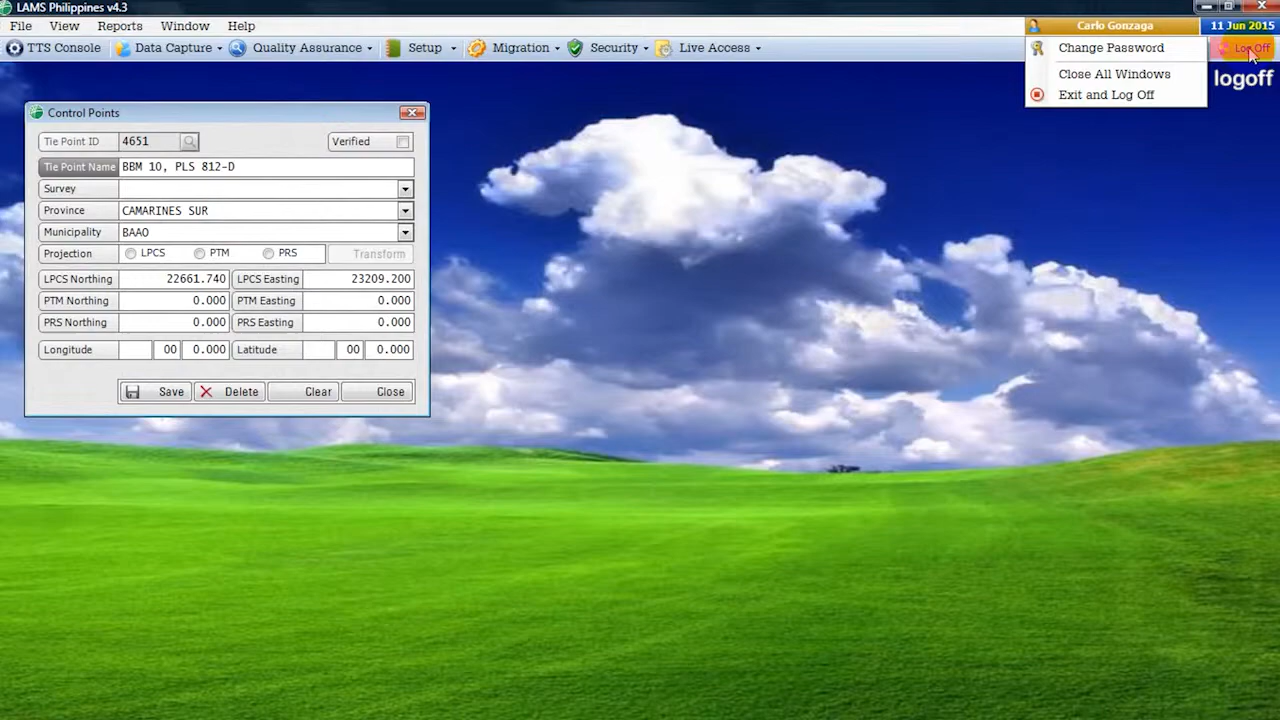 LAMS Philippines v4.3
File View Reports Window Help
Carlo Gonzaga 11 Jun 2015
TTS Console Data Capture Quality Assurance Setup Migration Security Live Access
Log Off
Change Password
Close All Windows
Exit and Log Off
logoff
Control Points
Tie Point ID 4651 Verified
Tie Point Name BBM 10, PLS 812-D
Survey
Province CAMARINES SUR
Municipality BAAO
Projection LPCS PTM PRS Transform
LPCS Northing 22661.740 LPCS Easting 23209.200
PTM Northing 0.000 PTM Easting 0.000
PRS Northing 0.000 PRS Easting 0.000
Longitude 00 0.000 Latitude 00 0.000
Save Delete Clear Close